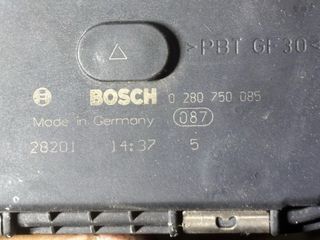 >PBT GF30<
BOSCH 0 280 750 085
Made in Germany 087
28201 14:37 5